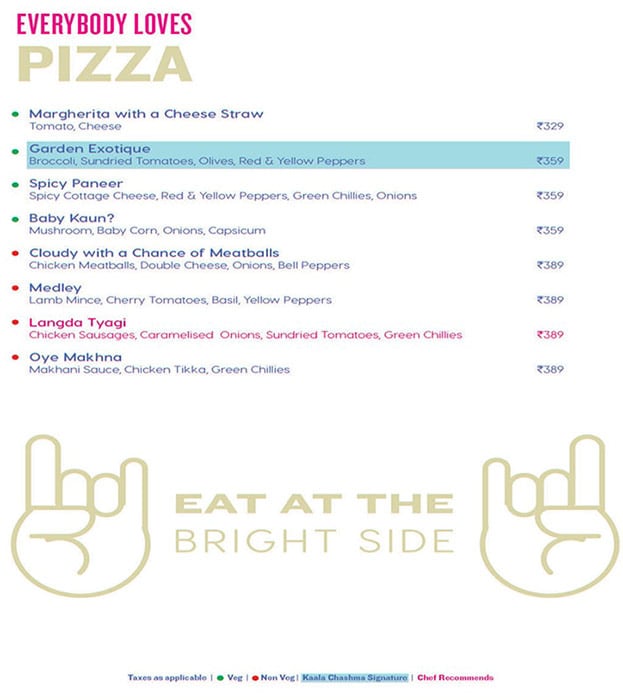 EVERYBODY LOVES
PIZZA
Margherita with a Cheese Straw
Tomato, Cheese ₹329
Garden Exotique
Broccoli, Sundried Tomatoes, Olives, Red & Yellow Peppers ₹359
Spicy Paneer
Spicy Cottage Cheese, Red & Yellow Peppers, Green Chillies, Onions ₹359
Baby Kaun?
Mushroom, Baby Corn, Onions, Capsicum ₹359
Cloudy with a Chance of Meatballs
Chicken Meatballs, Double Cheese, Onions, Bell Peppers ₹389
Medley
Lamb Mince, Cherry Tomatoes, Basil, Yellow Peppers ₹389
Langda Tyagi
Chicken Sausages, Caramelised Onions, Sundried Tomatoes, Green Chillies ₹389
Oye Makhna
Makhani Sauce, Chicken Tikka, Green Chillies ₹389
EAT AT THE
BRIGHT SIDE
Taxes as applicable | ● Veg | ● Non Veg | Kaala Chashma Signature | Chef Recommends